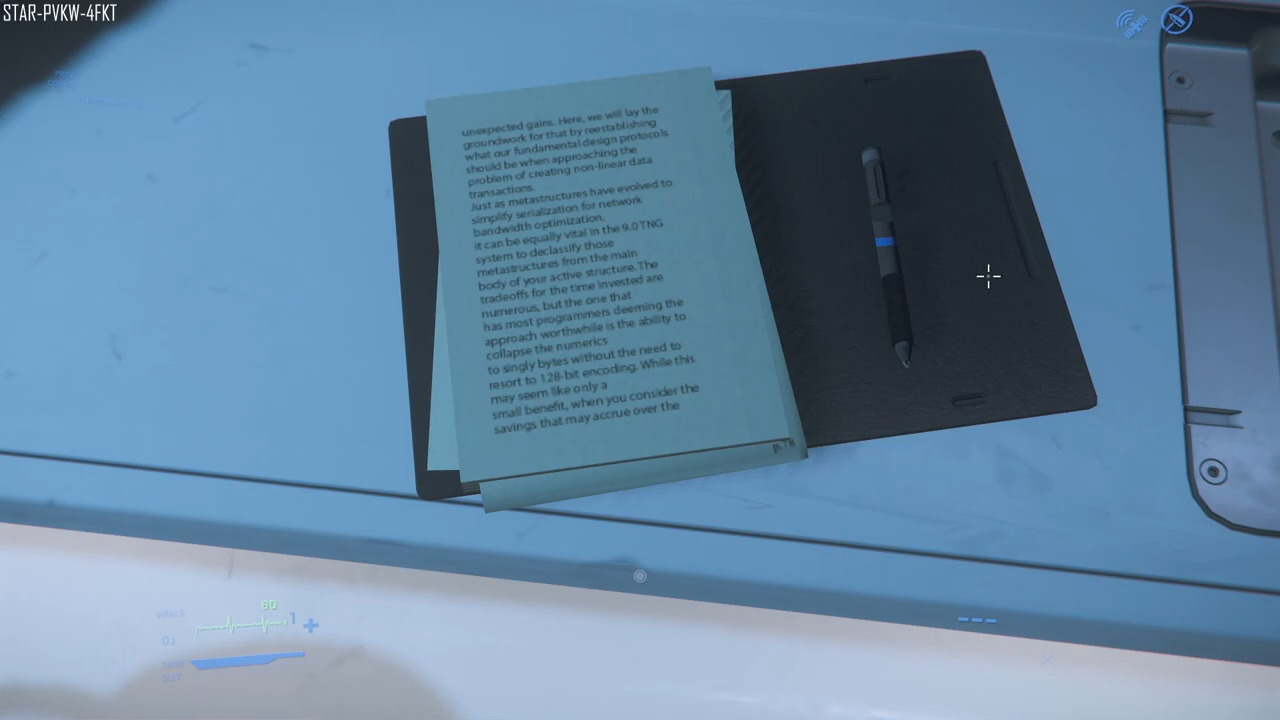 STAR-PVKW-4FKT
unexpected gains. Here, we will lay the
groundwork for that by reestablishing
what our fundamental design protocols
should be when approaching the
problem of creating non-linear data
transactions.
Just as metastructures have evolved to
simplify serialization for network
bandwidth optimization,
it can be equally vital in the 9.0 TNG
system to declassify those
metastructures from the main
body of your active structure. The
tradeoffs for the time invested are
numerous, but the one that
has most programmers deeming the
approach worthwhile is the ability to
collapse the numerics
to singly bytes without the need to
resort to 128-bit encoding. While this
may seem like only a
small benefit, when you consider the
savings that may accrue over the
p.78
60
VITALS
1
O₂
TANK
SUIT